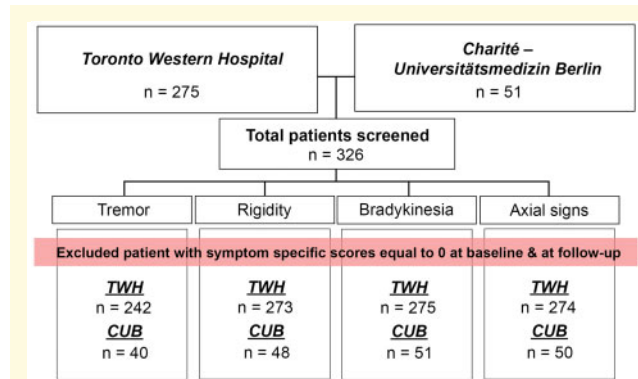 Toronto Western Hospital
n = 275
Charité –
Universitätsmedizin Berlin
n = 51
Total patients screened
n = 326
Tremor
Rigidity
Bradykinesia
Axial signs
Excluded patient with symptom specific scores equal to 0 at baseline & at follow-up
TWH
n = 242
CUB
n = 40
TWH
n = 273
CUB
n = 48
TWH
n = 275
CUB
n = 51
TWH
n = 274
CUB
n = 50